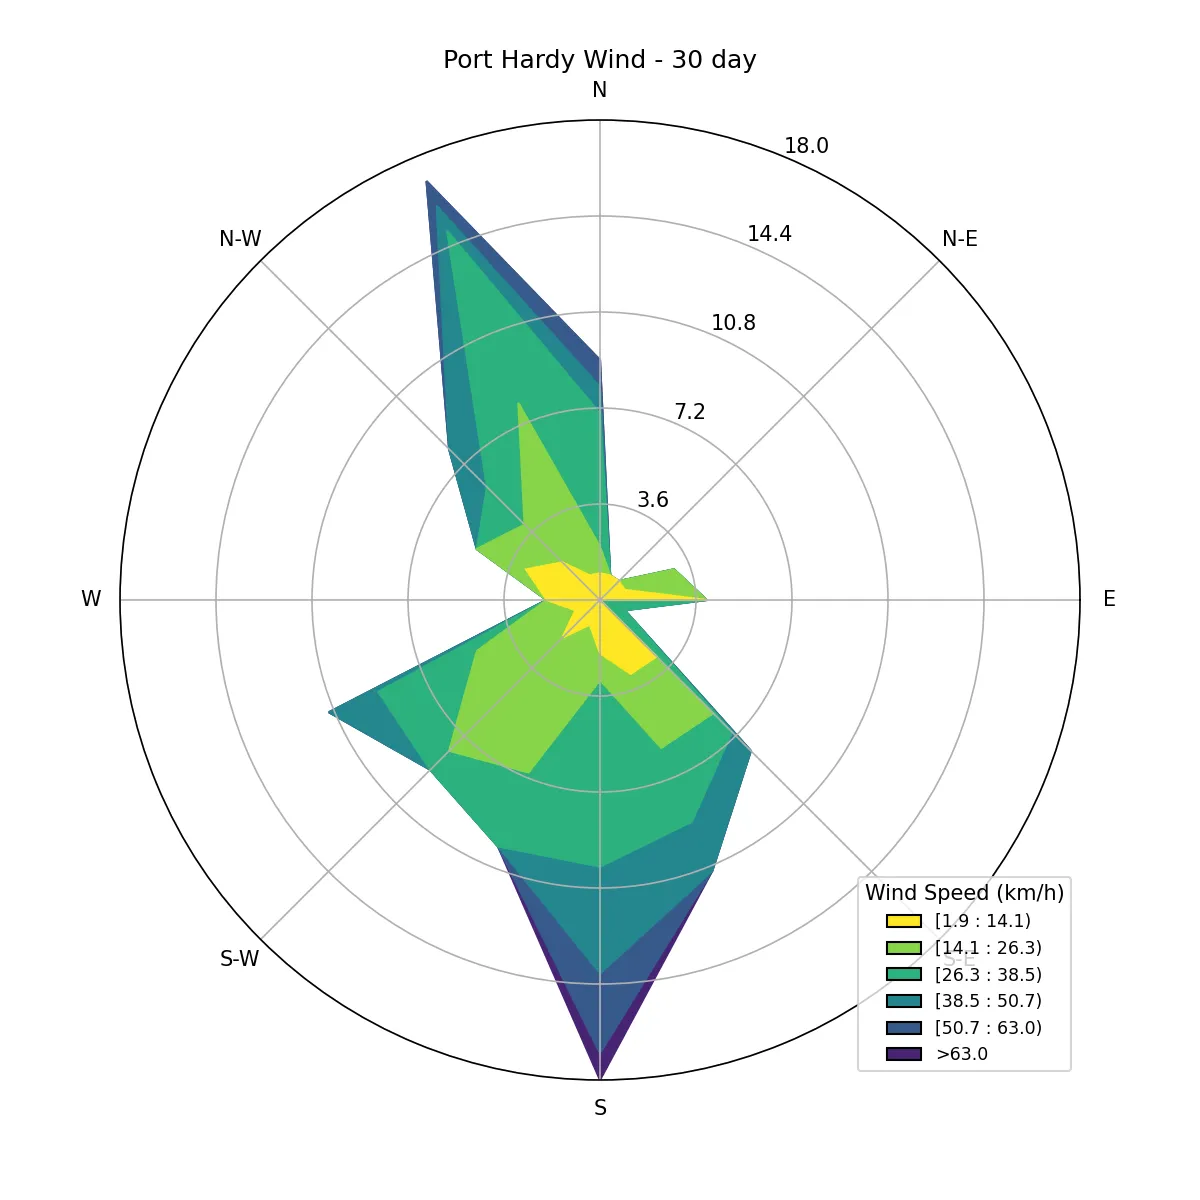 Port Hardy Wind - 30 day
N
18.0
N-W
14.4
N-E
10.8
7.2
3.6
W
E
Wind Speed (km/h)
[1.9 : 14.1)
[14.1 : 26.3)
S-W
S-E
[26.3 : 38.5)
[38.5 : 50.7)
[50.7 : 63.0)
>63.0
S